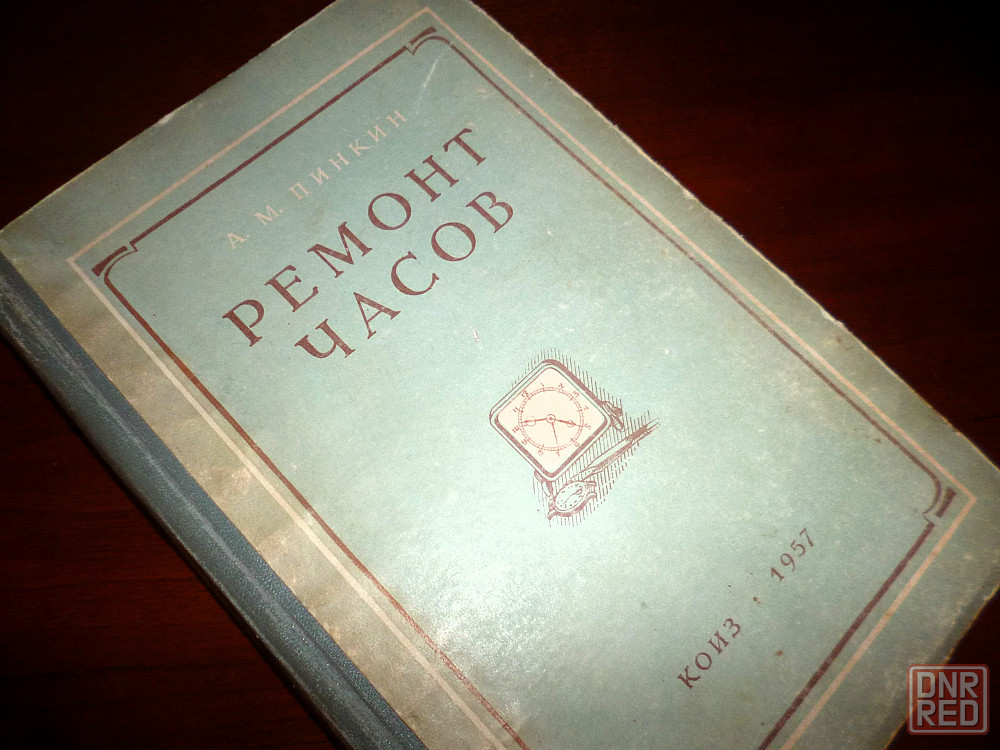 А. М. ПИНКИН
РЕМОНТ
ЧАСОВ
КОИЗ : 1957
DNR
RED